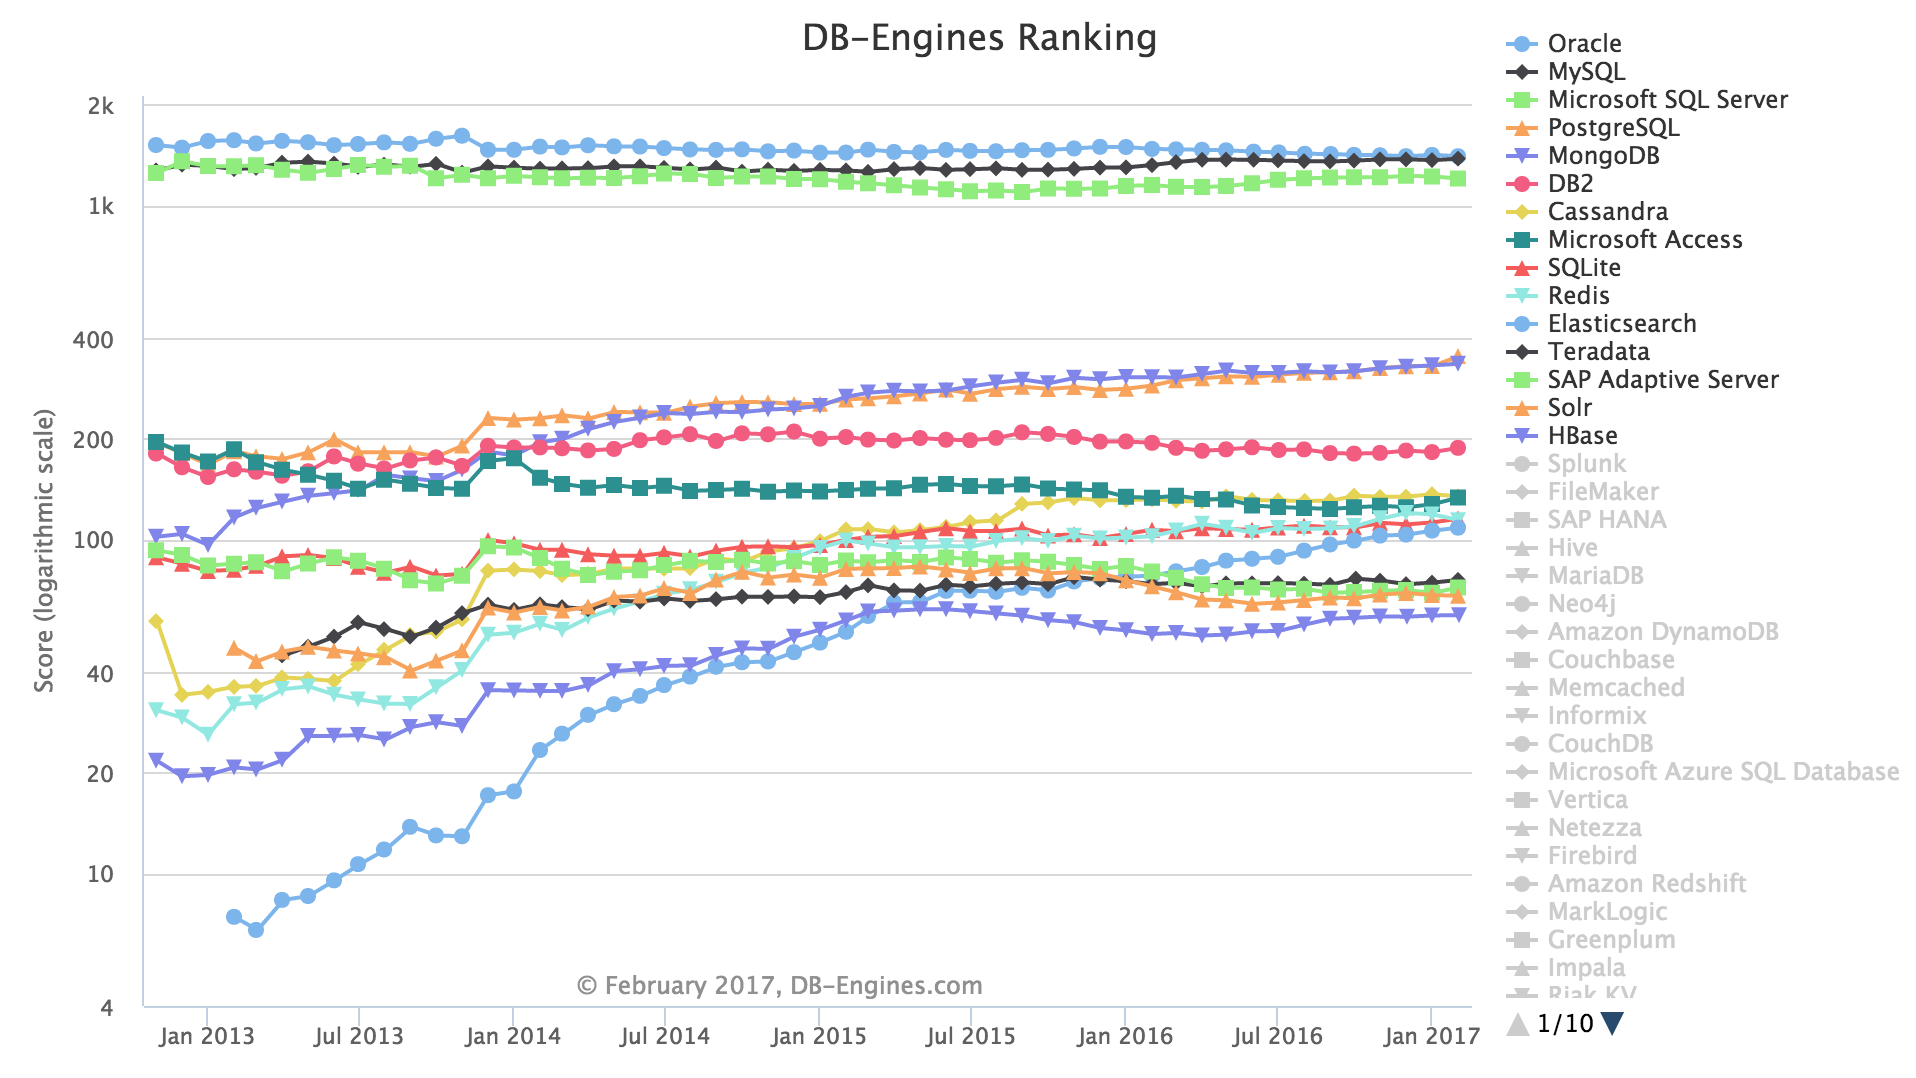 DB-Engines Ranking
Score (logarithmic scale)
2k
1k
400
200
100
40
20
10
4
Jan 2013
Jul 2013
Jan 2014
Jul 2014
Jan 2015
Jul 2015
Jan 2016
Jul 2016
Jan 2017
© February 2017, DB-Engines.com
Oracle
MySQL
Microsoft SQL Server
PostgreSQL
MongoDB
DB2
Cassandra
Microsoft Access
SQLite
Redis
Elasticsearch
Teradata
SAP Adaptive Server
Solr
HBase
Splunk
FileMaker
SAP HANA
Hive
MariaDB
Neo4j
Amazon DynamoDB
Couchbase
Memcached
Informix
CouchDB
Microsoft Azure SQL Database
Vertica
Netezza
Firebird
Amazon Redshift
MarkLogic
Greenplum
Impala
Riak KV
1/10